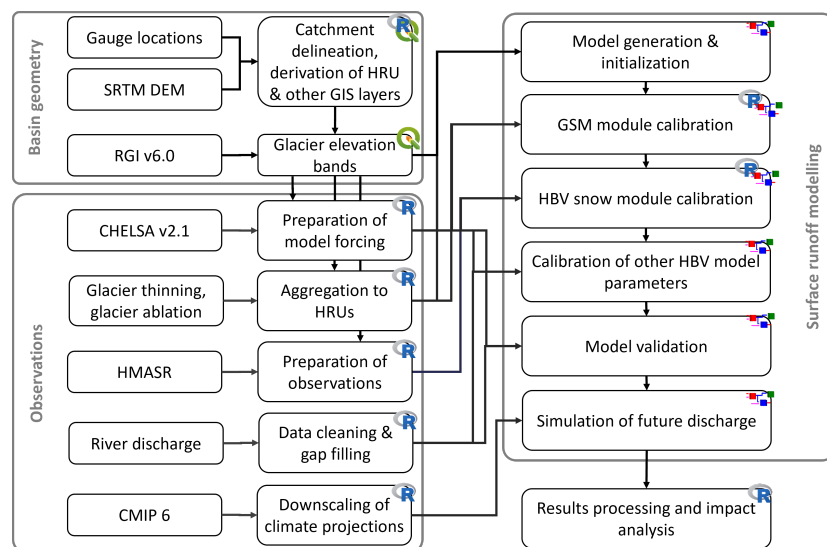 Basin geometry
Gauge locations
SRTM DEM
RGI v6.0
Catchment
delineation,
derivation of HRU
& other GIS layers
Glacier elevation
bands
Observations
CHELSA v2.1
Glacier thinning,
glacier ablation
HMASR
River discharge
CMIP 6
Preparation of
model forcing
Aggregation to
HRUs
Preparation of
observations
Data cleaning &
gap filling
Downscaling of
climate projections
Surface runoff modelling
Model generation &
initialization
GSM module calibration
HBV snow module calibration
Calibration of other HBV model
parameters
Model validation
Simulation of future discharge
Results processing and impact
analysis